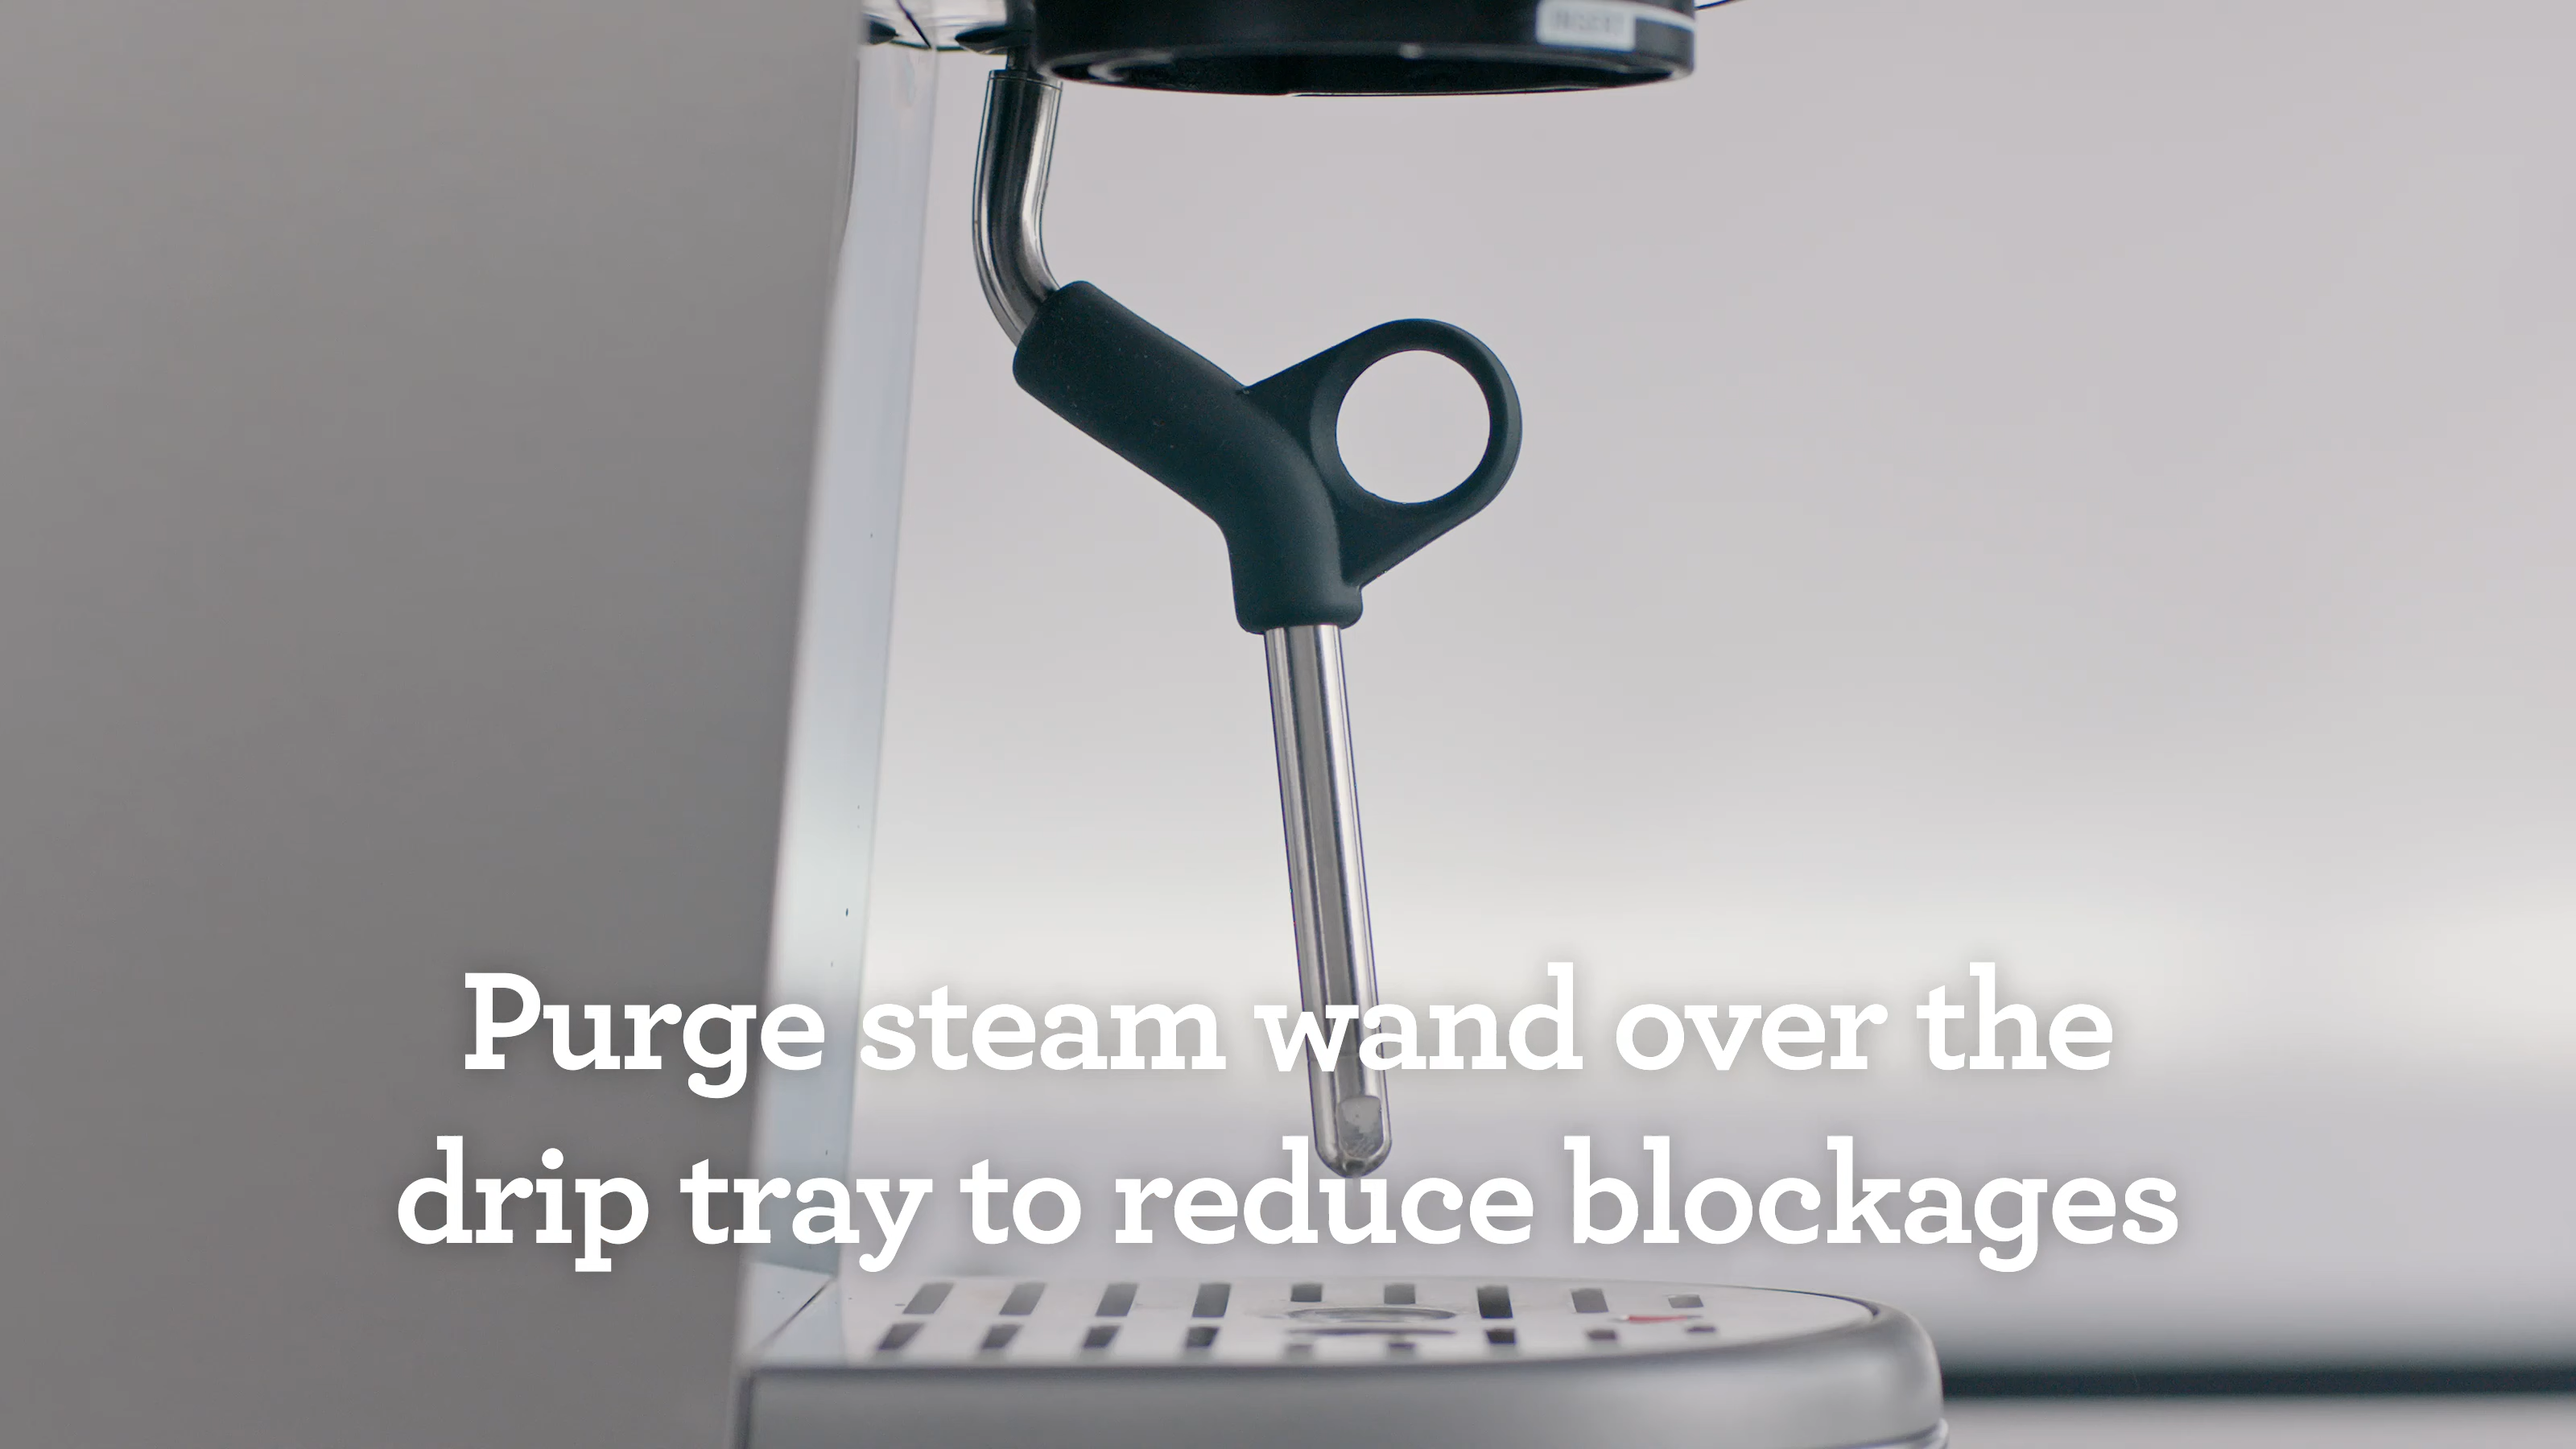 Purge steam wand over the
drip tray to reduce blockages